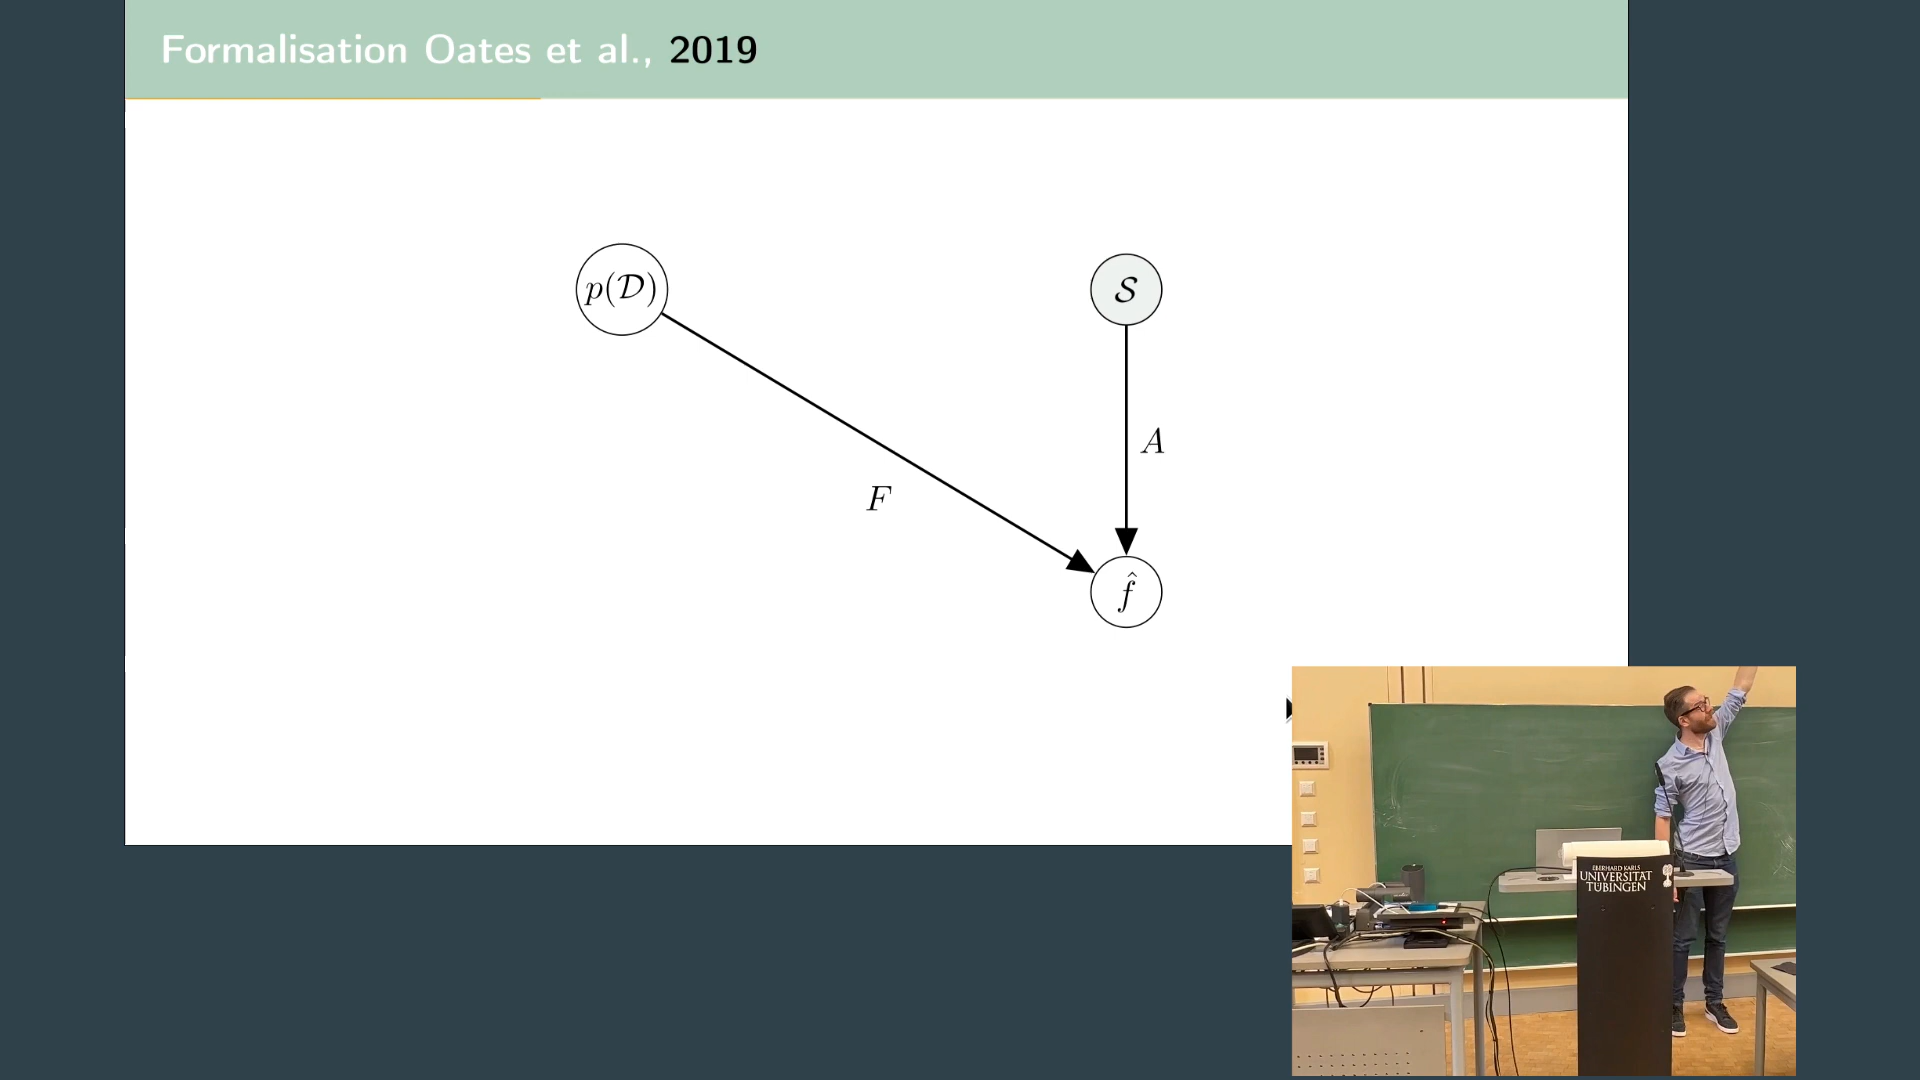 Formalisation Oates et al., 2019
p(𝒟)
𝒮
A
F
f̂
EBERHARD KARLS
UNIVERSITÄT
TÜBINGEN